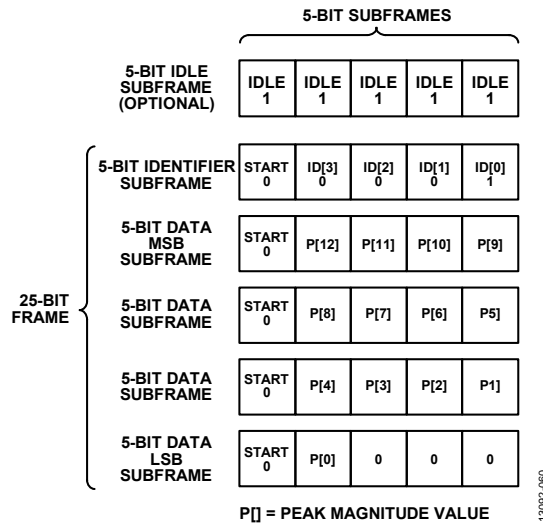 5-BIT SUBFRAMES
5-BIT IDLE
SUBFRAME
(OPTIONAL)
IDLE IDLE IDLE IDLE IDLE
1 1 1 1 1
25-BIT
FRAME
5-BIT IDENTIFIER
SUBFRAME
START ID[3] ID[2] ID[1] ID[0]
0 0 0 0 1
5-BIT DATA
MSB
SUBFRAME
START P[12] P[11] P[10] P[9]
0
5-BIT DATA
SUBFRAME
START P[8] P[7] P[6] P5]
0
5-BIT DATA
SUBFRAME
START P[4] P[3] P[2] P1]
0
5-BIT DATA
LSB
SUBFRAME
START P[0] 0 0 0
0
P[] = PEAK MAGNITUDE VALUE
13092-060